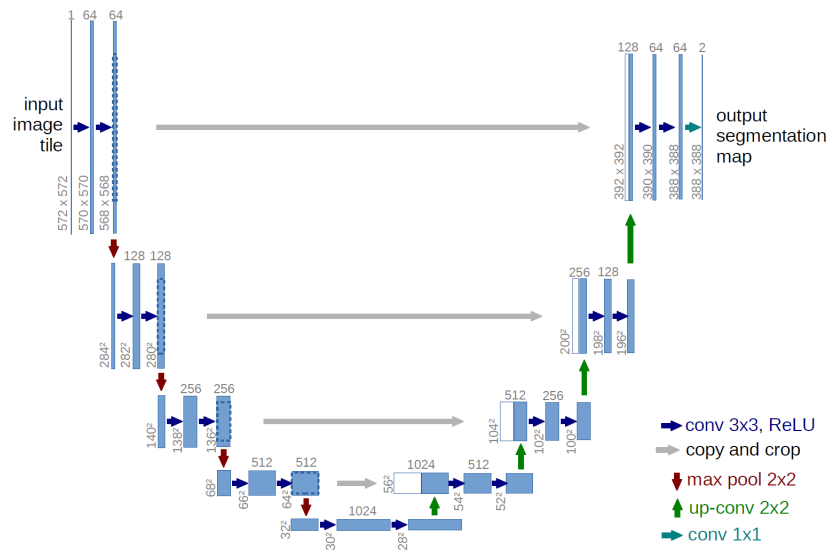 1 64 64
input
image
tile
572 x 572
570 x 570
568 x 568
128 64 64 2
output
segmentation
map
392 x 392
390 x 390
388 x 388
388 x 388
128 128
284²
282²
280²
256 128
200²
198²
196²
256 256
140²
138²
136²
512 256
104²
102²
100²
512 512
68²
66²
64²
1024 512
56²
54²
52²
1024
32²
30²
28²
conv 3x3, ReLU
copy and crop
max pool 2x2
up-conv 2x2
conv 1x1